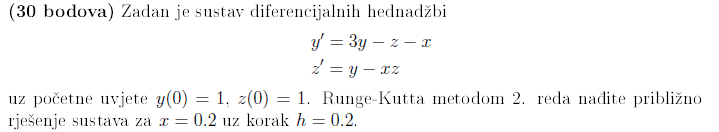 (30 bodova) Zadan je sustav diferencijalnih hednadžbi
y′ = 3y − z − x
z′ = y − xz
uz početne uvjete y(0) = 1, z(0) = 1. Runge-Kutta metodom 2. reda nađite približno
rješenje sustava za x = 0.2 uz korak h = 0.2.